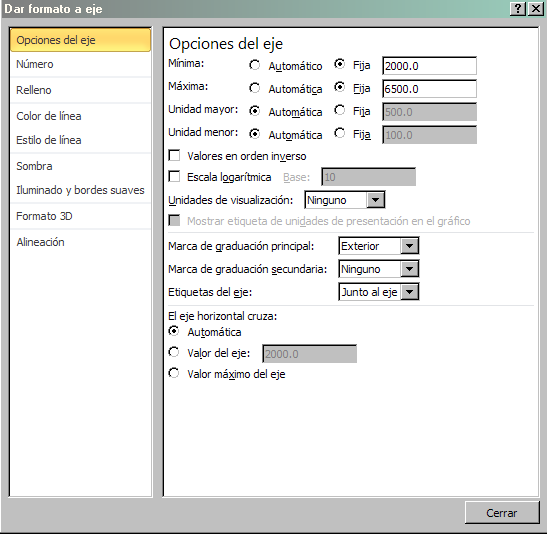 Dar formato a eje
Opciones del eje
Número
Relleno
Color de línea
Estilo de línea
Sombra
Iluminado y bordes suaves
Formato 3D
Alineación
Opciones del eje
Mínima: Automático Fija 2000.0
Máxima: Automática Fija 6500.0
Unidad mayor: Automática Fija 500.0
Unidad menor: Automática Fija 100.0
Valores en orden inverso
Escala logarítmica Base: 10
Unidades de visualización: Ninguno
Mostrar etiqueta de unidades de presentación en el gráfico
Marca de graduación principal: Exterior
Marca de graduación secundaria: Ninguno
Etiquetas del eje: Junto al eje
El eje horizontal cruza:
Automática
Valor del eje: 2000.0
Valor máximo del eje
Cerrar